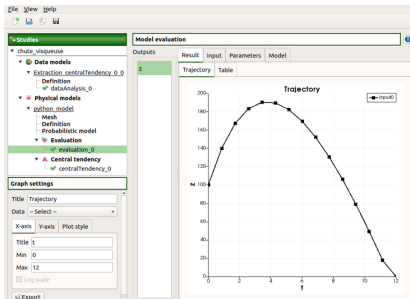 File View Help
Studies
chute_visqueuse
Data models
Extraction_centralTendency_0_0
Definition
dataAnalysis_0
Physical models
python_model
Mesh
Definition
Probabilistic model
Evaluation
evaluation_0
Central tendency
centralTendency_0
Graph settings
Title Trajectory
Data -- Select --
X-axis Y-axis Plot style
Title t
Min 0
Max 12
Log scale
Export
Model evaluation
Outputs
z
Result Input Parameters Model
Trajectory Table
Trajectory
Input0
200
180
160
140
120
100
80
60
40
20
0
z
0 2 4 6 8 10 12
t